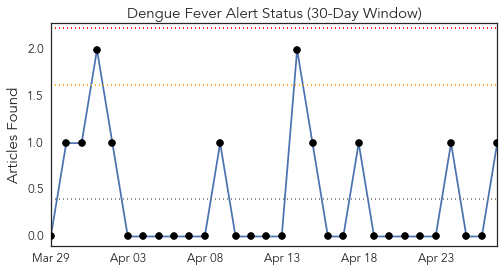 Dengue Fever Alert Status (30-Day Window)
Articles Found
2.0
1.5
1.0
0.5
0.0
Mar 29 Apr 03 Apr 08 Apr 13 Apr 18 Apr 23